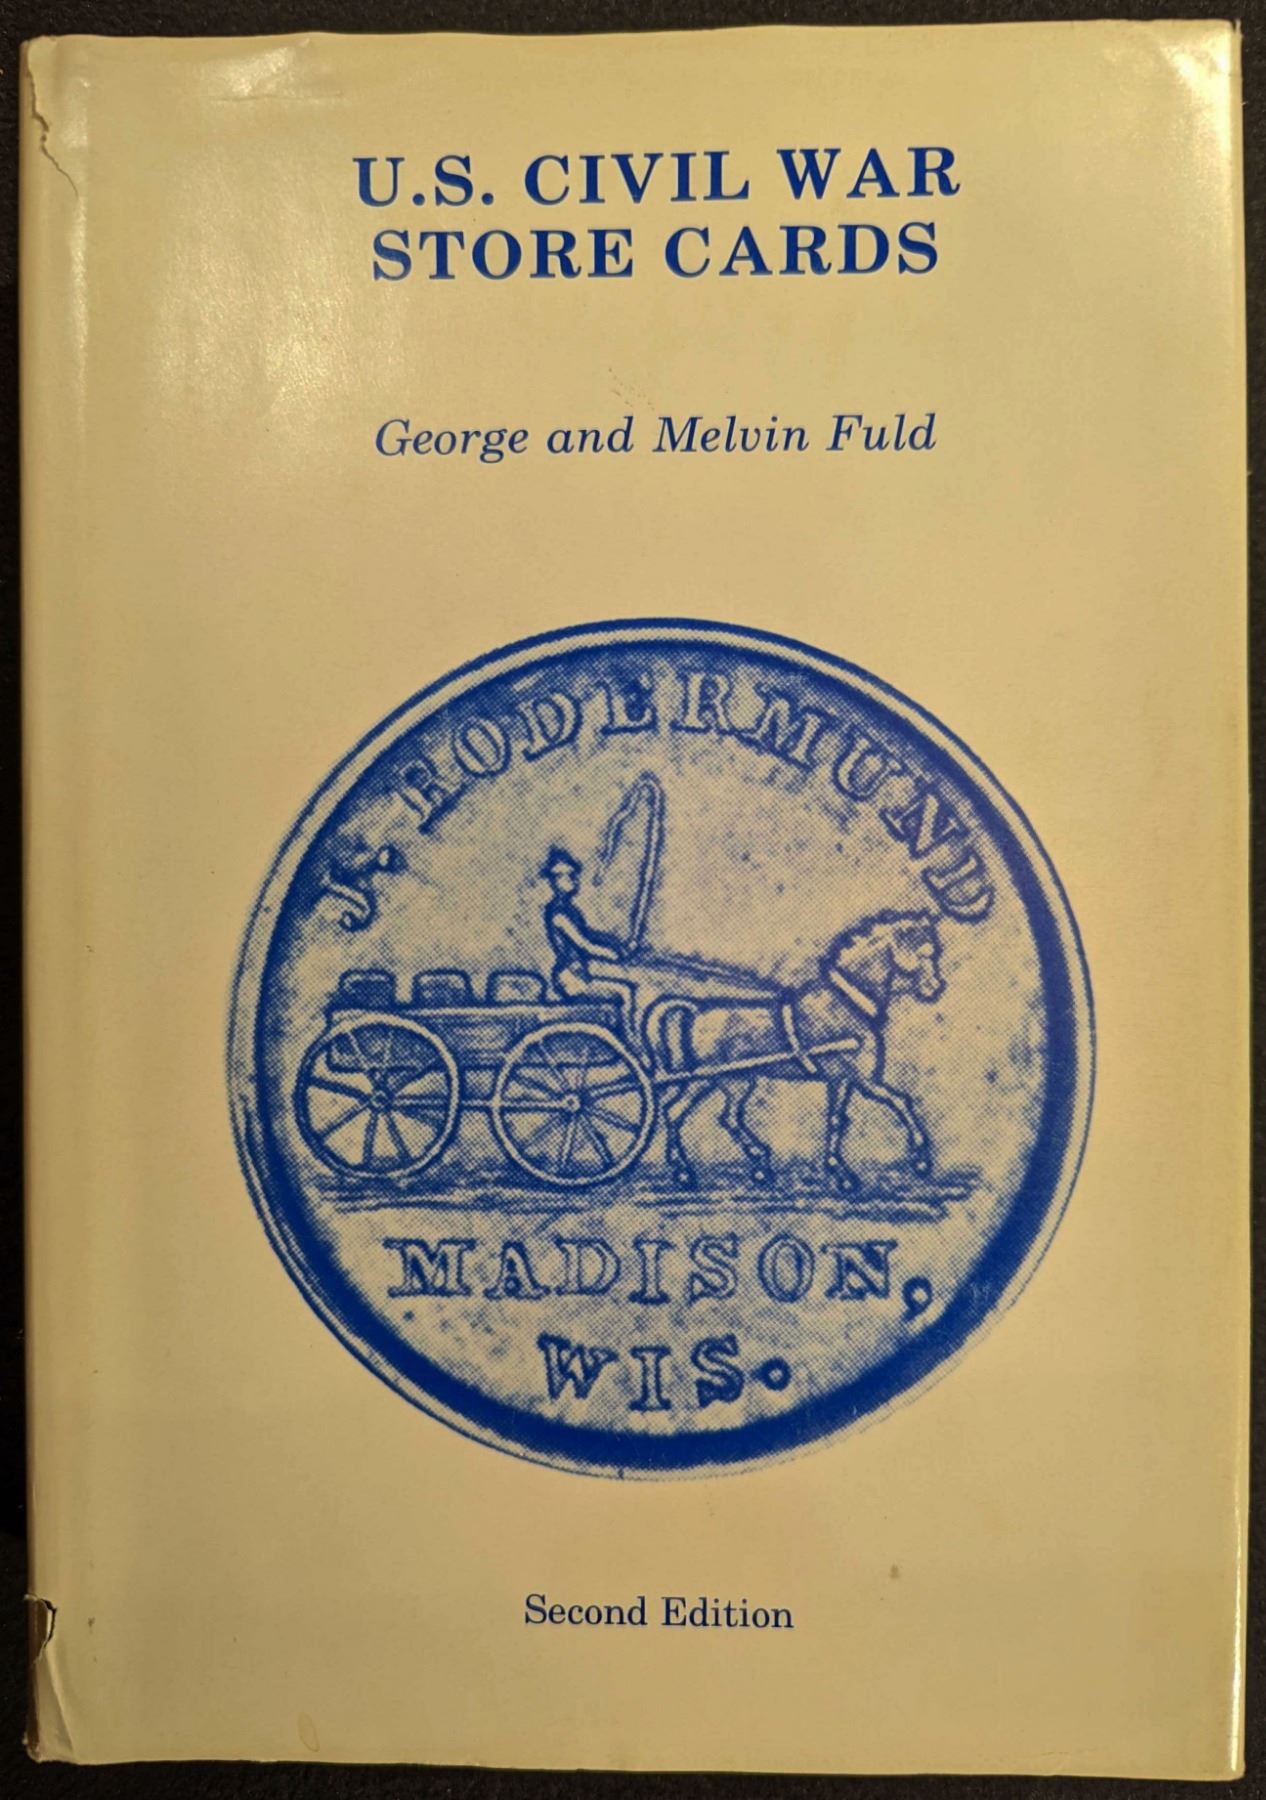 U.S. CIVIL WAR
STORE CARDS
George and Melvin Fuld
J. RODERMUND
MADISON,
WIS.
Second Edition